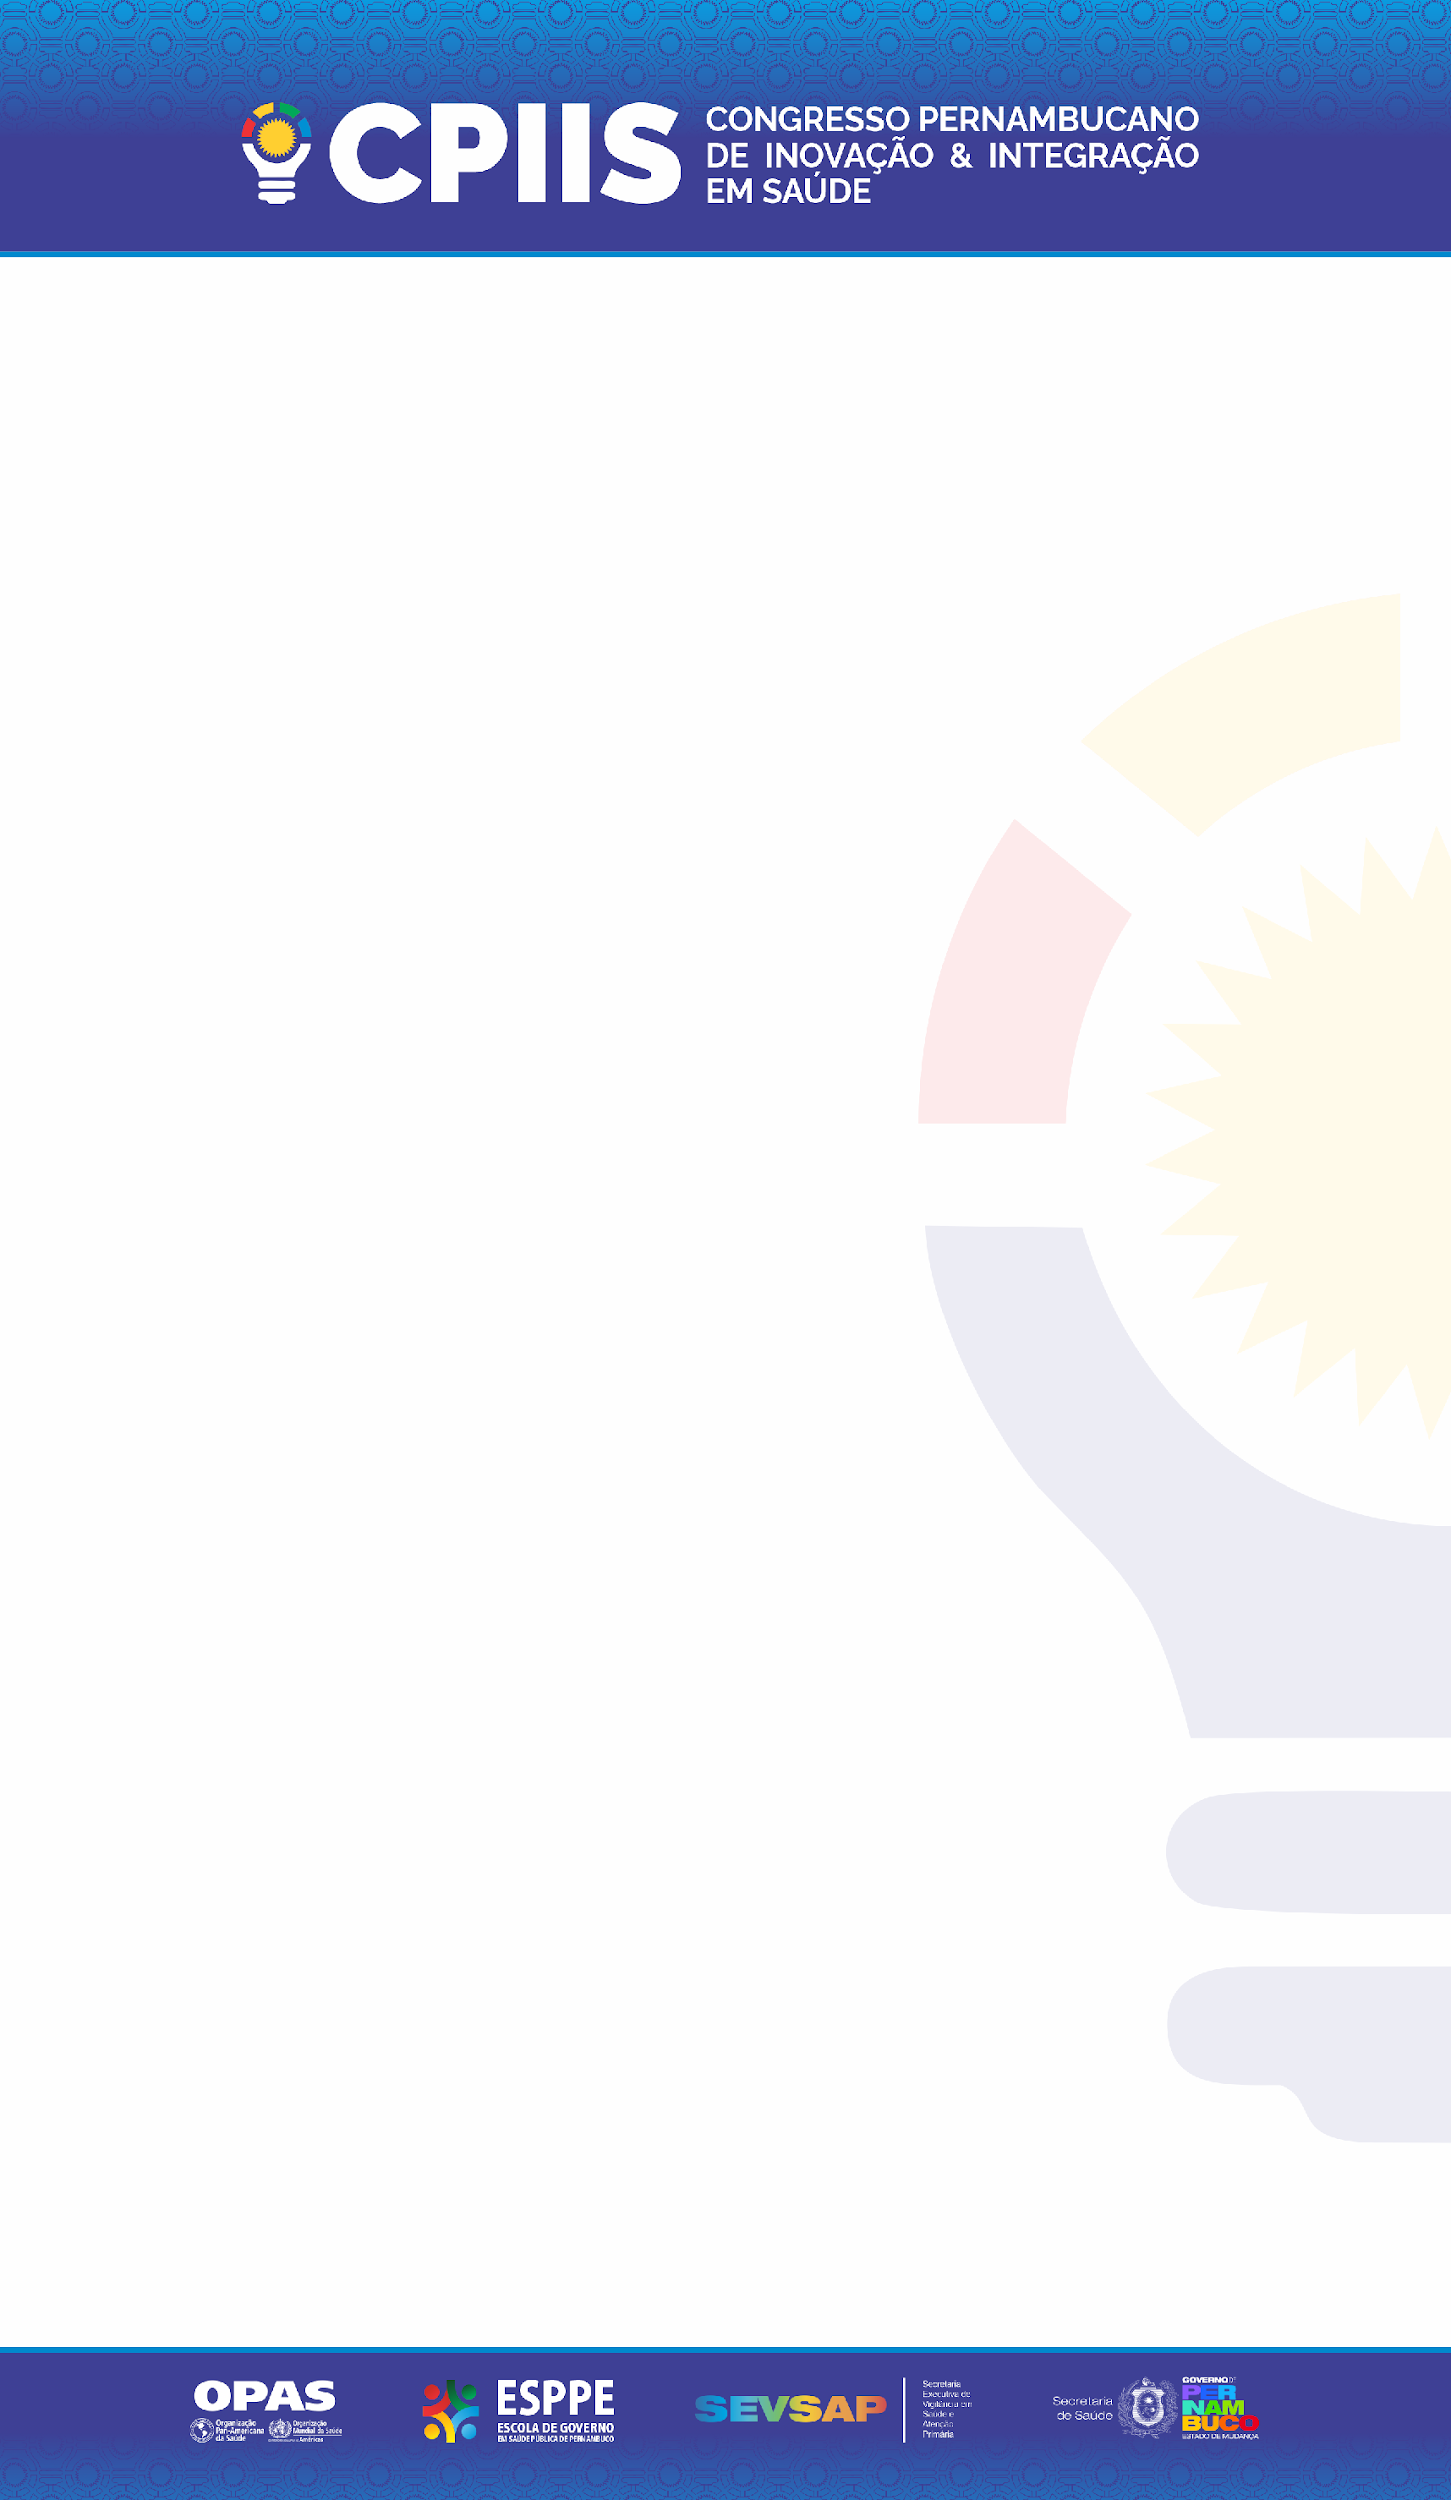 CPIIS
CONGRESSO PERNAMBUCANO
DE INOVAÇÃO & INTEGRAÇÃO
EM SAÚDE
OPAS
Organização
Pan-Americana
da Saúde
Organização
Mundial da Saúde
Américas
ESPPE
ESCOLA DE GOVERNO
EM SAÚDE PÚBLICA DE PERNAMBUCO
SEVSAP
Secretaria
Executiva de
Vigilância em
Saúde e
Atenção
Primária
Secretaria
de Saúde
GOVERNO DE
PER
NAM
BUCO
ESTADO DE MUDANÇA